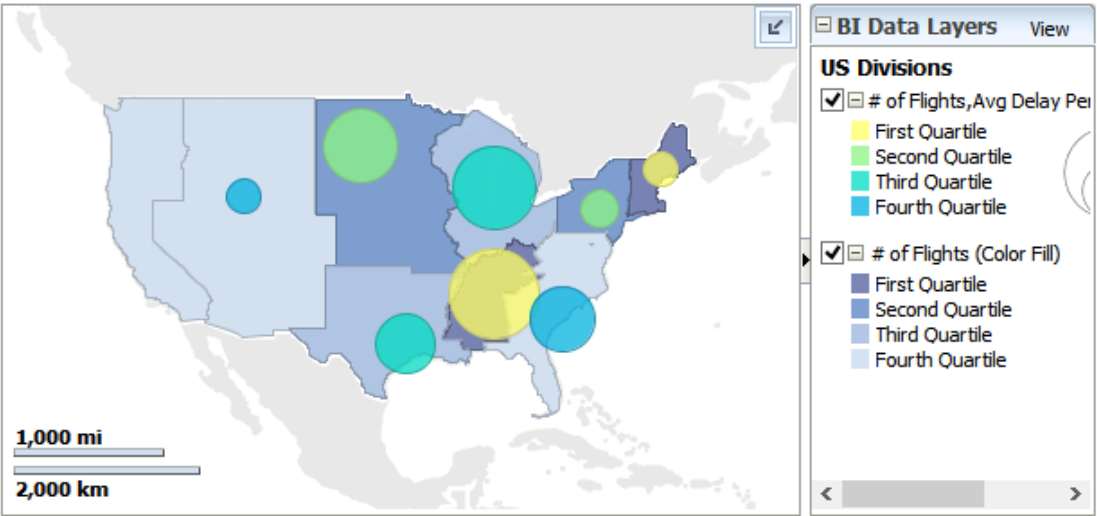 1,000 mi
2,000 km
BI Data Layers View
US Divisions
# of Flights,Avg Delay
First Quartile
Second Quartile
Third Quartile
Fourth Quartile
# of Flights (Color Fill)
First Quartile
Second Quartile
Third Quartile
Fourth Quartile